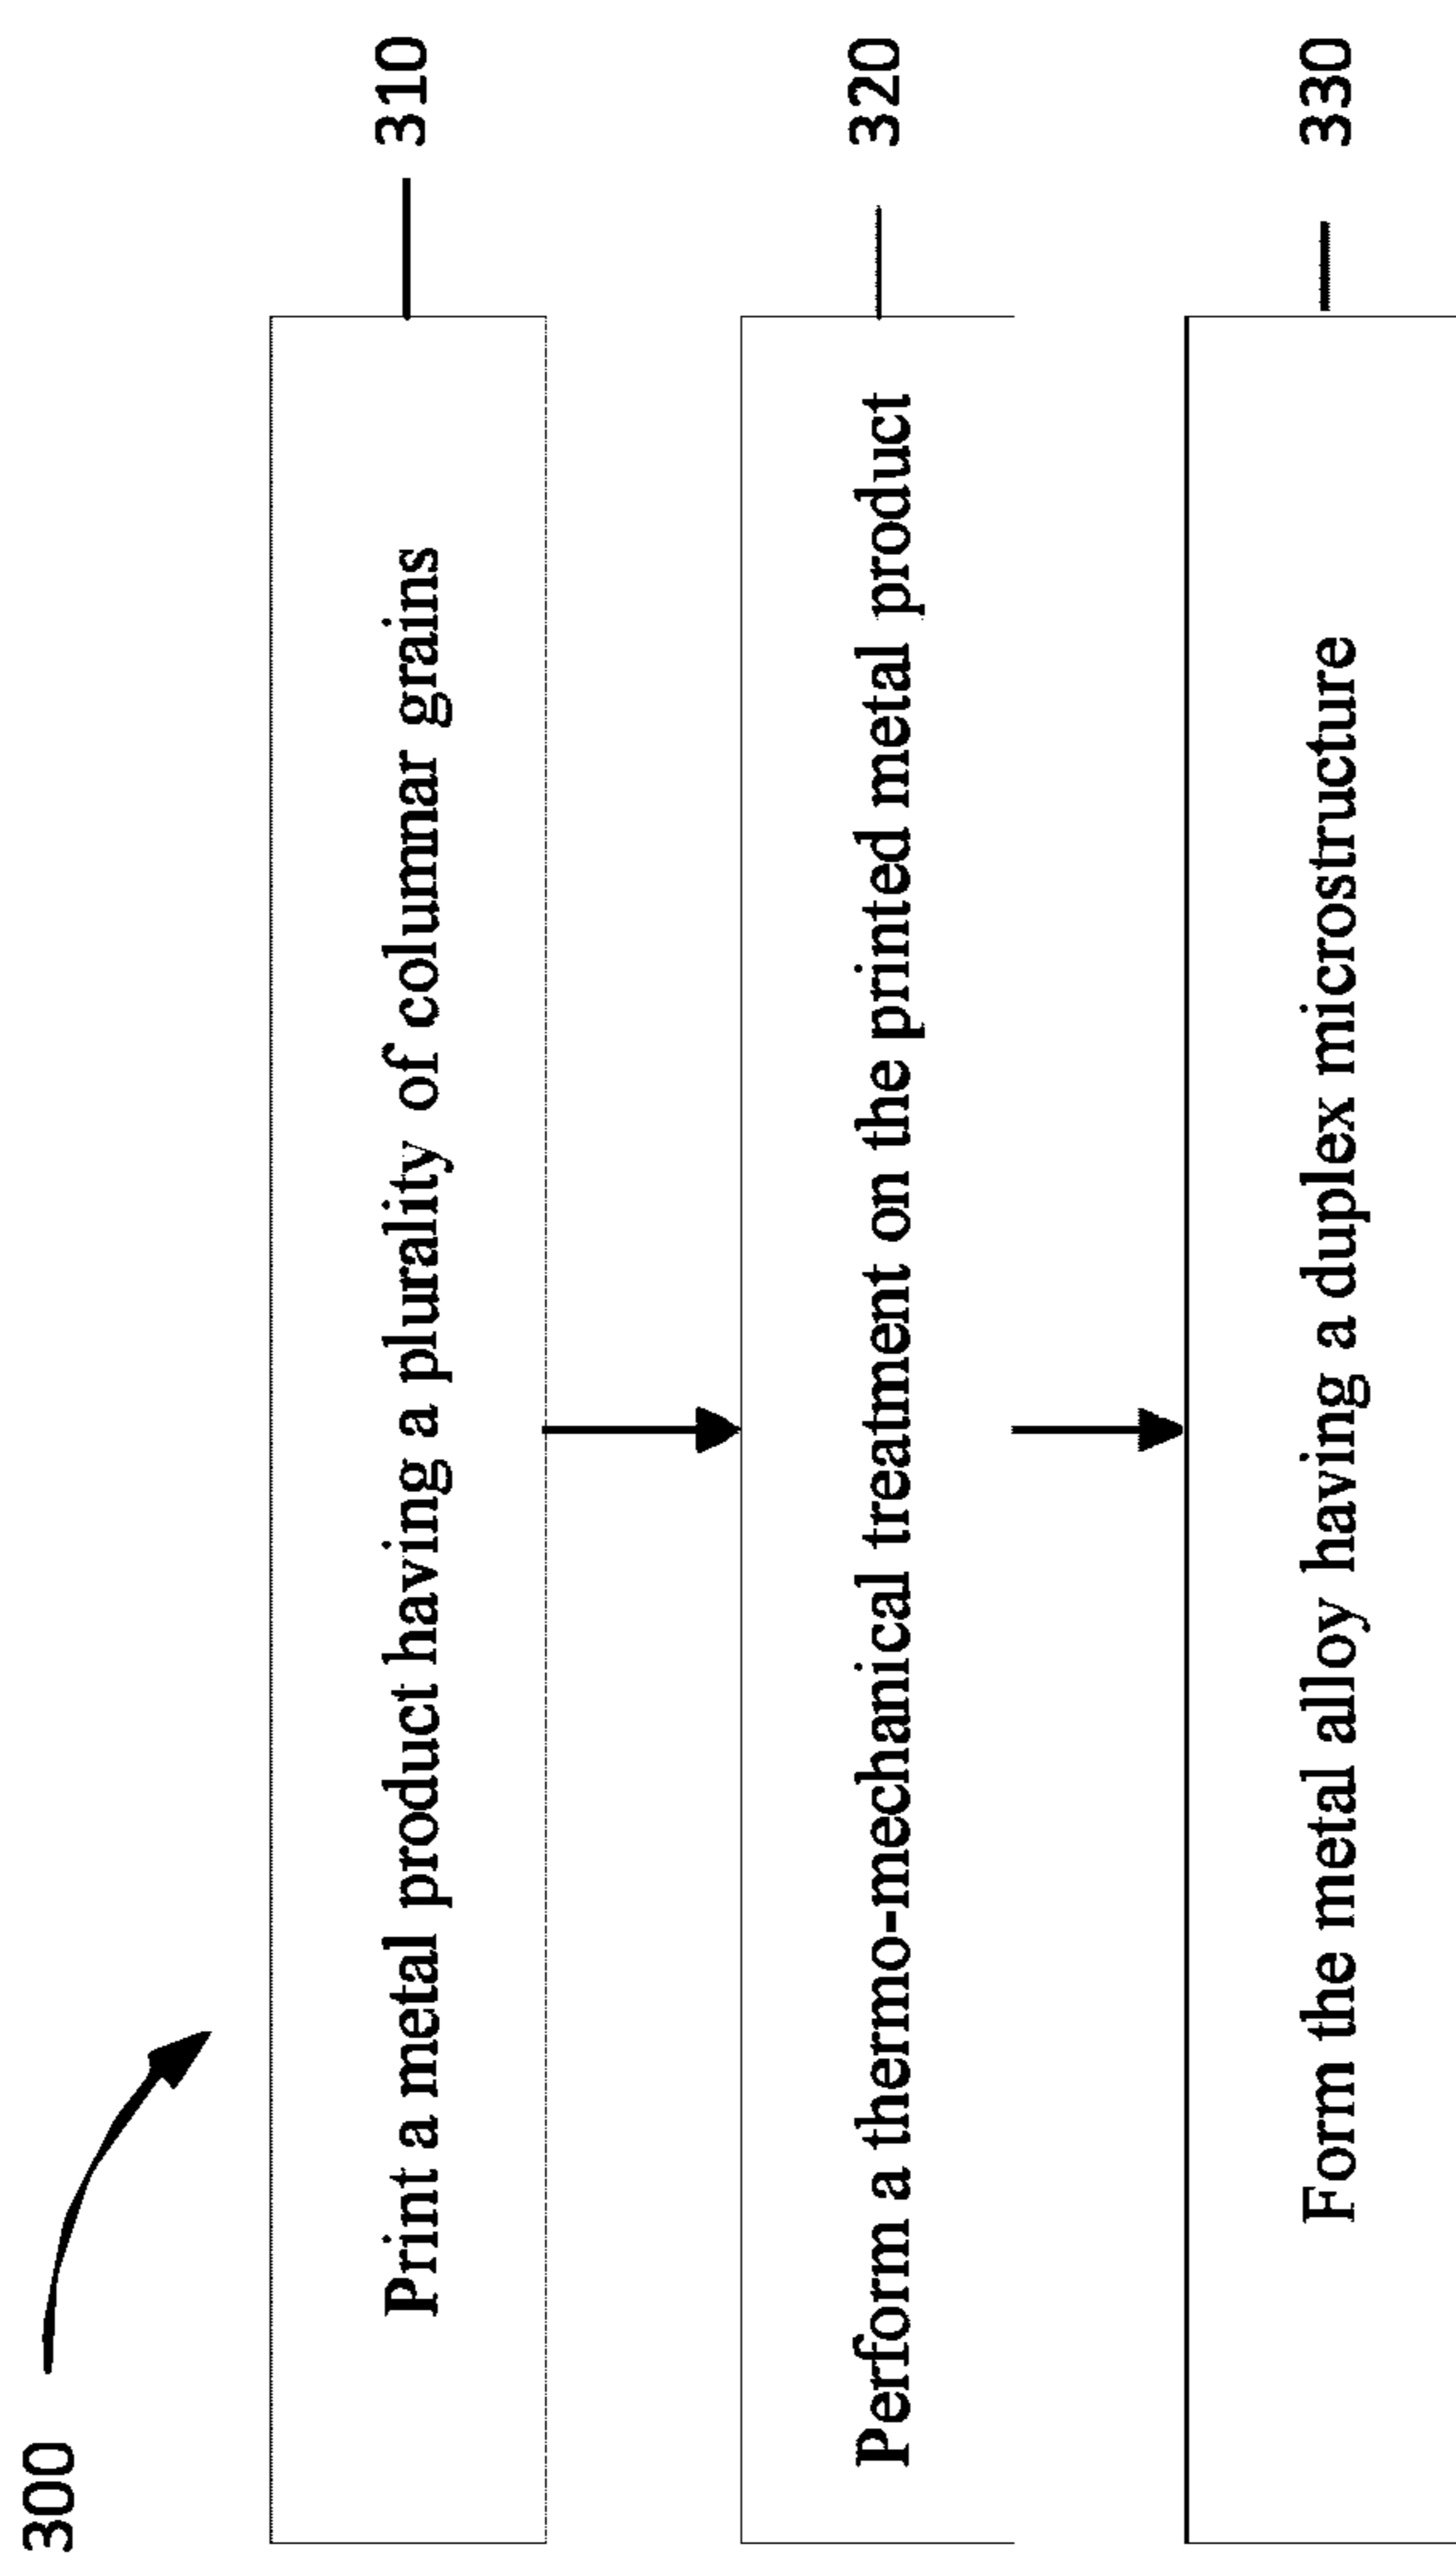 300
Print a metal product having a plurality of columnar grains
310
Perform a thermo-mechanical treatment on the printed metal product
320
Form the metal alloy having a duplex microstructure
330